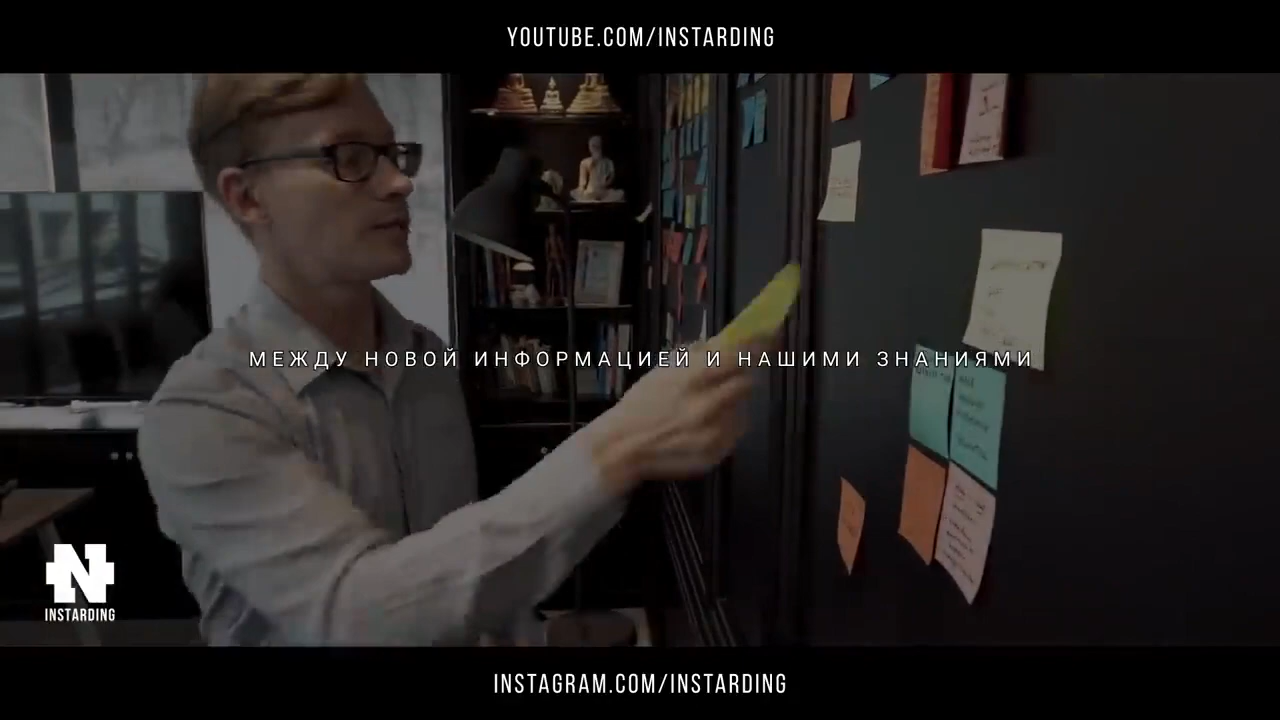 YOUTUBE.COM/INSTARDING
МЕЖДУ НОВОЙ ИНФОРМАЦИЕЙ И НАШИМИ ЗНАНИЯМИ
N
INSTARDING
INSTAGRAM.COM/INSTARDING